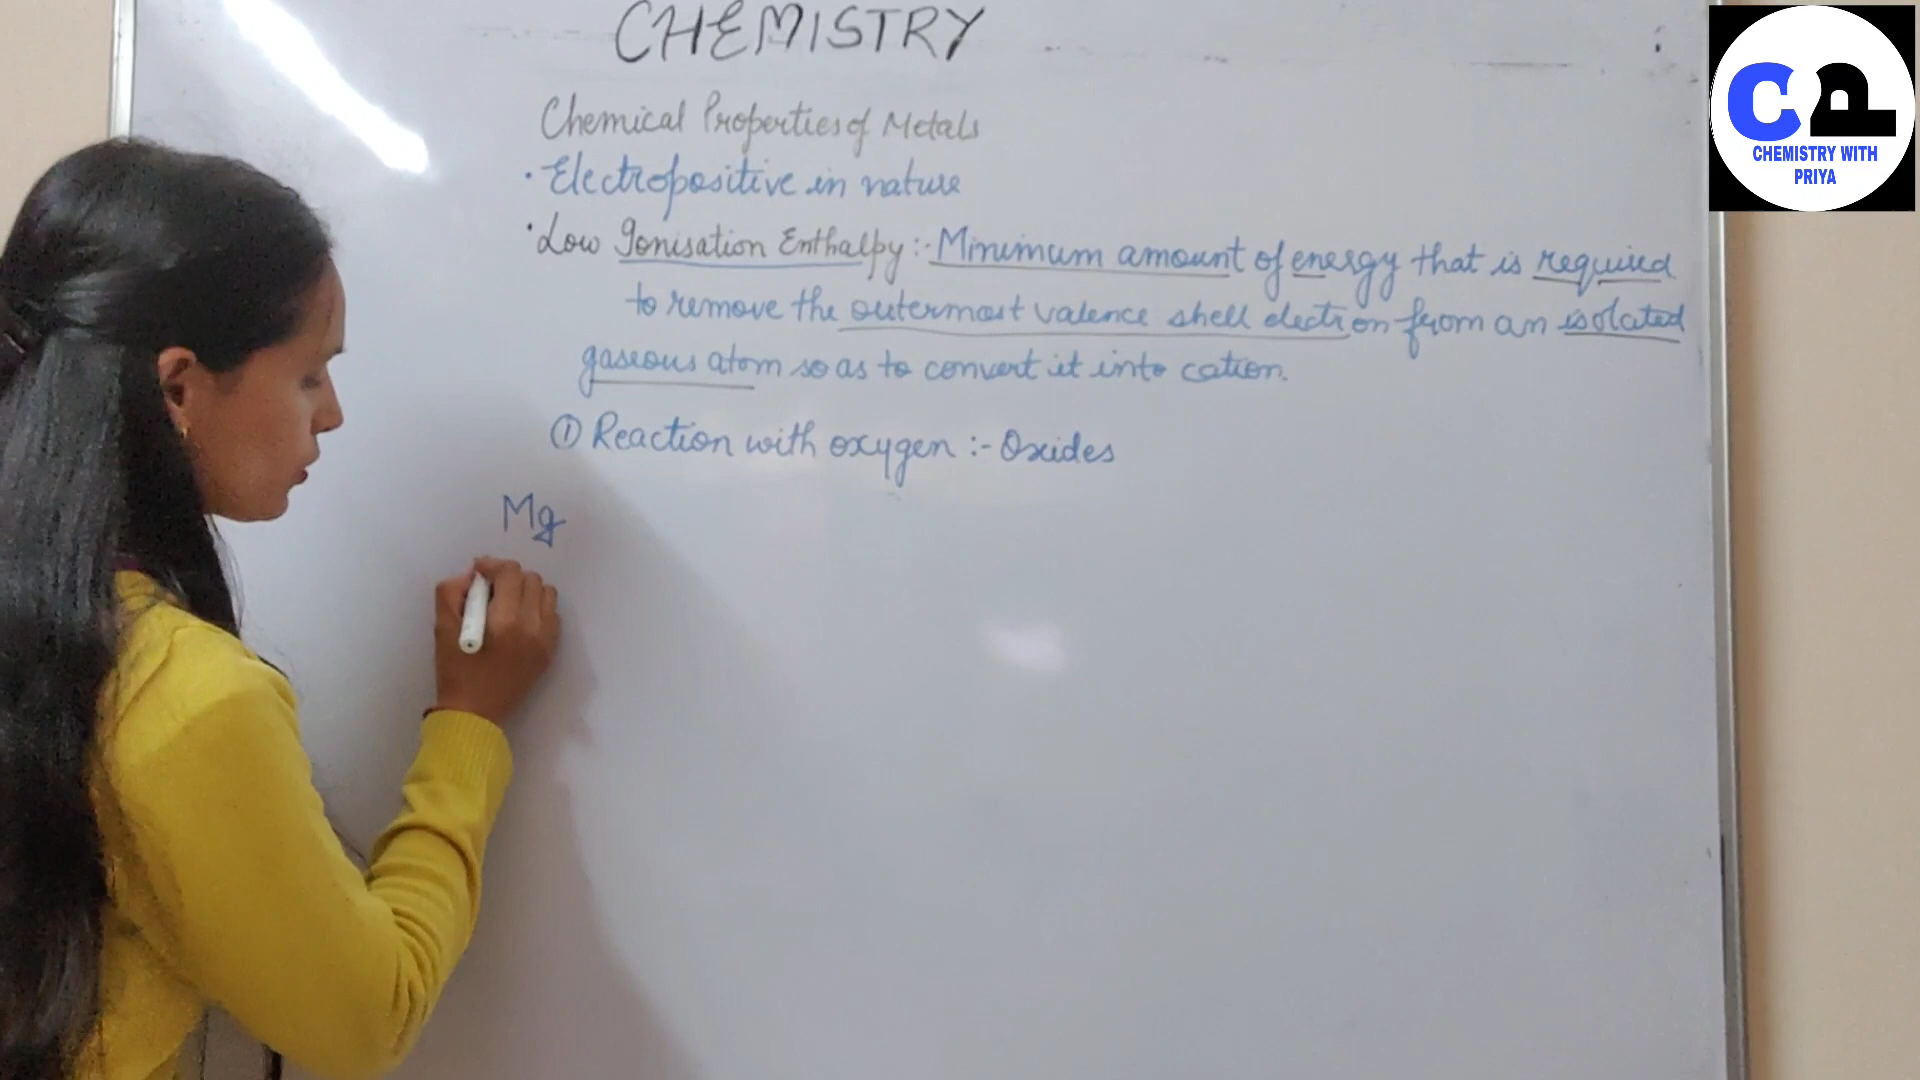 CHEMISTRY
Chemical Properties of Metals
• Electropositive in nature
• Low Ionisation Enthalpy :- Minimum amount of energy that is required
to remove the outermost valence shell electron from an isolated
gaseous atom so as to convert it into cation.
① Reaction with oxygen :- Oxides
Mg
CP
CHEMISTRY WITH
PRIYA